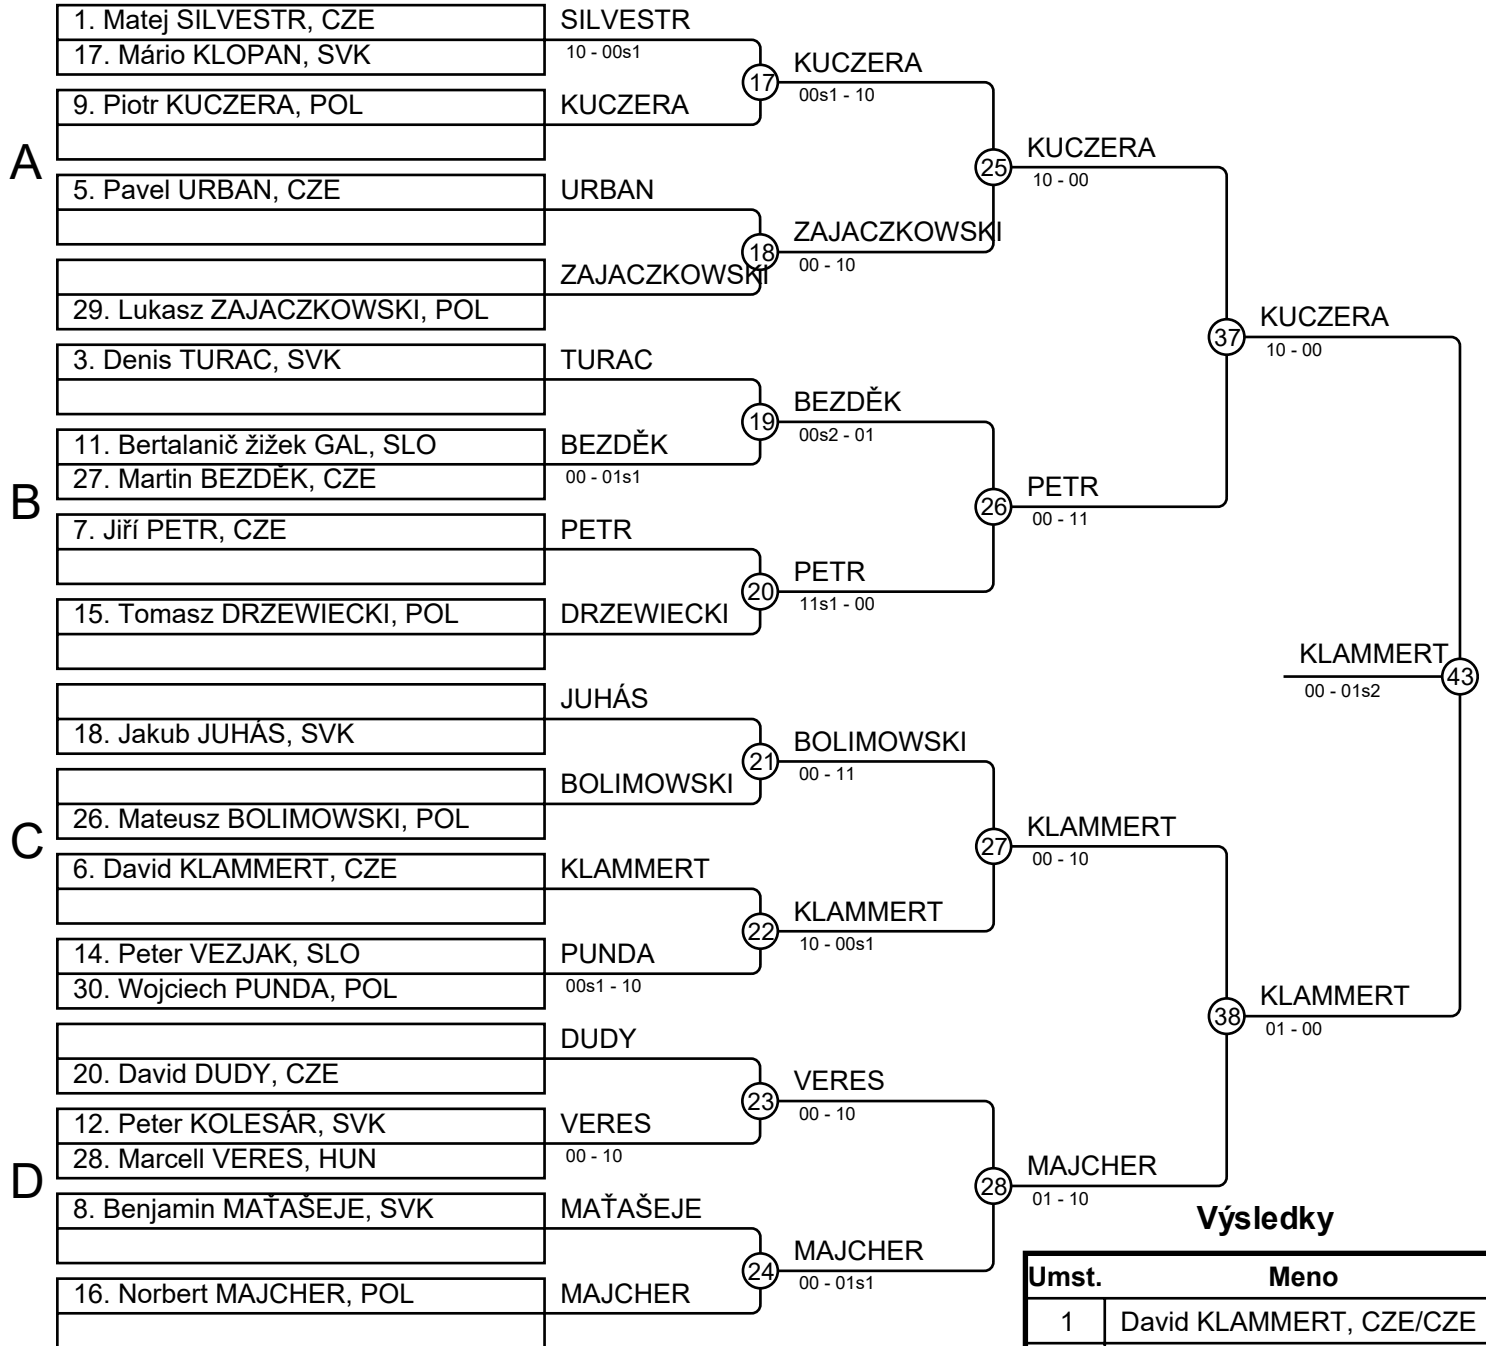 1. Matej SILVESTR, CZE
17. Mário KLOPAN, SVK
9. Piotr KUCZERA, POL
A
5. Pavel URBAN, CZE
29. Lukasz ZAJACZKOWSKI, POL
3. Denis TURAC, SVK
11. Bertalanič žižek GAL, SLO
27. Martin BEZDĚK, CZE
B
7. Jiří PETR, CZE
15. Tomasz DRZEWIECKI, POL
18. Jakub JUHÁS, SVK
26. Mateusz BOLIMOWSKI, POL
C
6. David KLAMMERT, CZE
14. Peter VEZJAK, SLO
30. Wojciech PUNDA, POL
20. David DUDY, CZE
12. Peter KOLESÁR, SVK
28. Marcell VERES, HUN
D
8. Benjamin MAŤAŠEJE, SVK
16. Norbert MAJCHER, POL
SILVESTR
10 - 00s1
KUCZERA
URBAN
ZAJACZKOWSKI
TURAC
BEZDĚK
00 - 01s1
PETR
DRZEWIECKI
JUHÁS
BOLIMOWSKI
KLAMMERT
PUNDA
00s1 - 10
DUDY
VERES
00 - 10
MAŤAŠEJE
MAJCHER
17
KUCZERA
00s1 - 10
18
ZAJACZKOWSKI
00 - 10
19
BEZDĚK
00s2 - 01
20
PETR
11s1 - 00
21
BOLIMOWSKI
00 - 11
22
KLAMMERT
10 - 00s1
23
VERES
00 - 10
24
MAJCHER
00 - 01s1
25
KUCZERA
10 - 00
26
PETR
00 - 11
27
KLAMMERT
00 - 10
28
MAJCHER
01 - 10
37
KUCZERA
10 - 00
38
KLAMMERT
01 - 00
KLAMMERT
43
00 - 01s2
Výsledky
Umst. Meno
1 David KLAMMERT, CZE/CZE